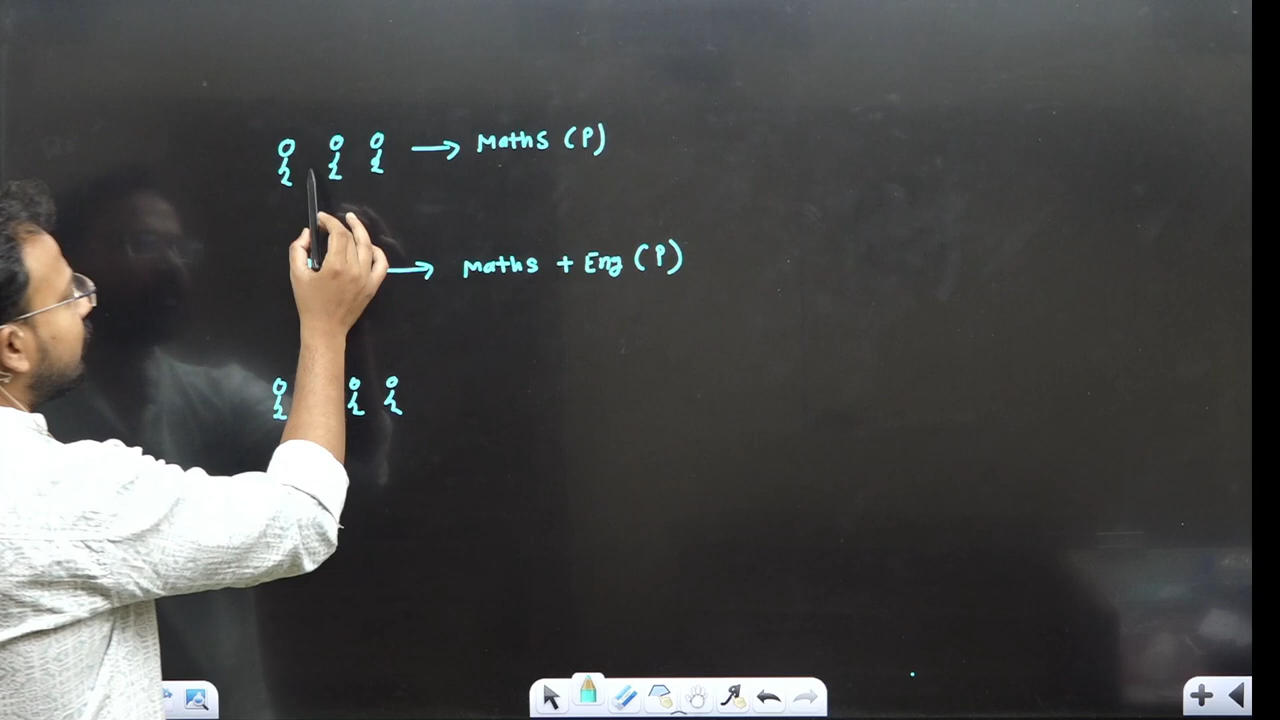 → Maths (P)
→ Maths + Eng (P)